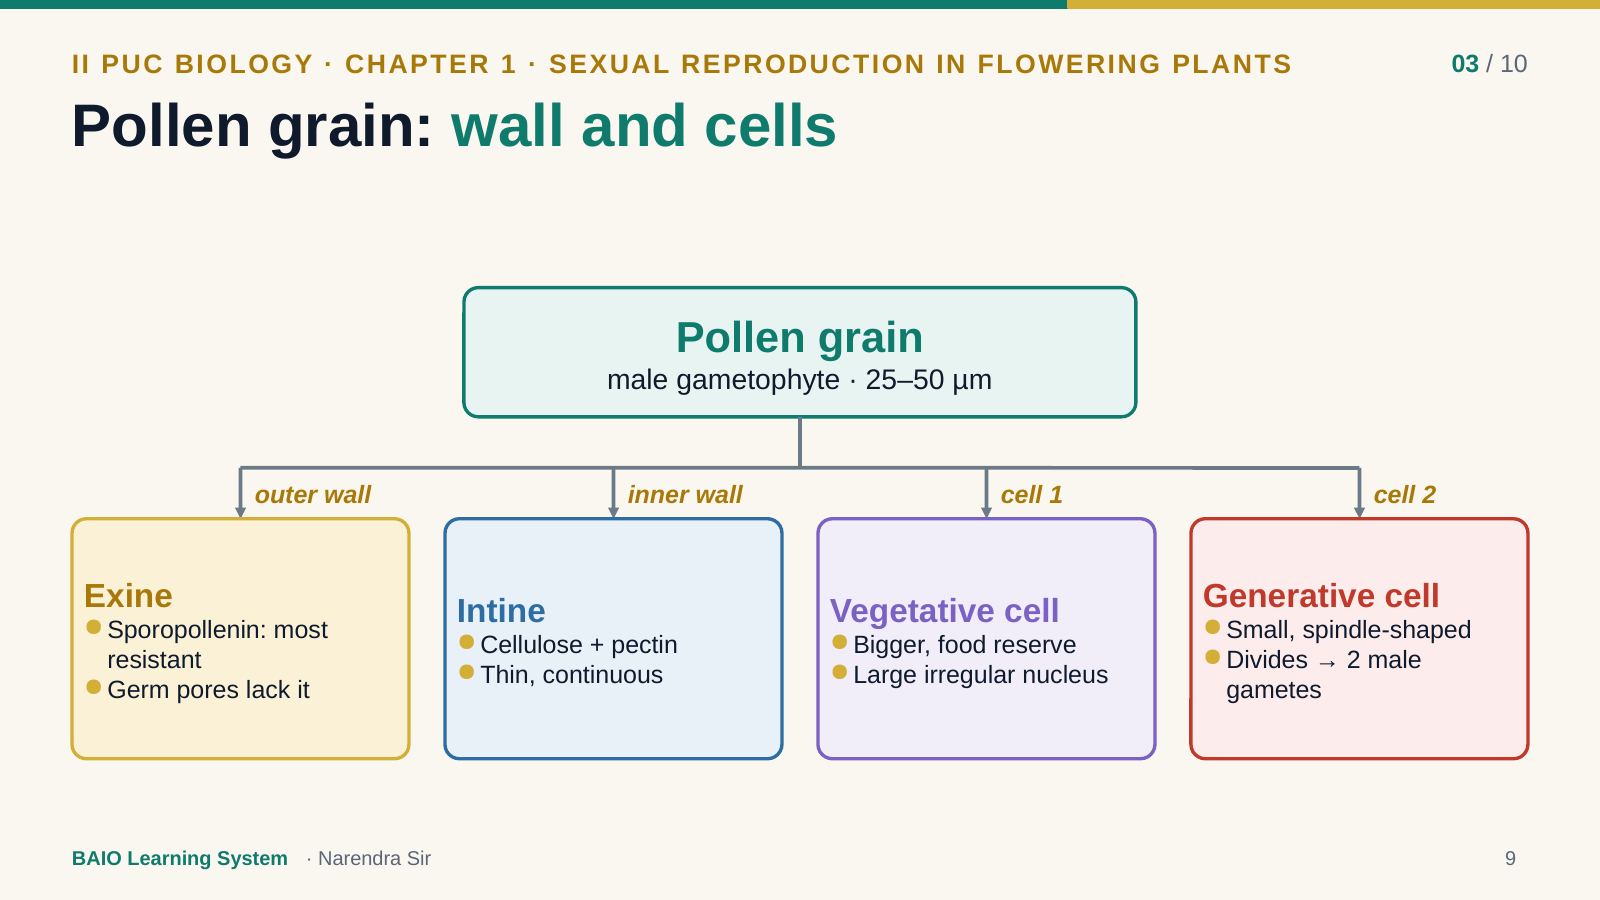 II PUC BIOLOGY · CHAPTER 1 · SEXUAL REPRODUCTION IN FLOWERING PLANTS
03 / 10
Pollen grain: wall and cells
Pollen grain
male gametophyte · 25–50 µm
outer wall
inner wall
cell 1
cell 2
Exine
Sporopollenin: most
resistant
Germ pores lack it
Intine
Cellulose + pectin
Thin, continuous
Vegetative cell
Bigger, food reserve
Large irregular nucleus
Generative cell
Small, spindle-shaped
Divides → 2 male
gametes
BAIO Learning System · Narendra Sir
9